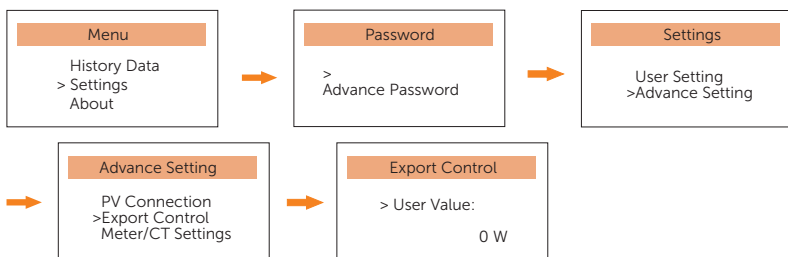 Menu
History Data
> Settings
About
Password
>
Advance Password
Settings
User Setting
>Advance Setting
Advance Setting
PV Connection
>Export Control
Meter/CT Settings
Export Control
> User Value:
0 W